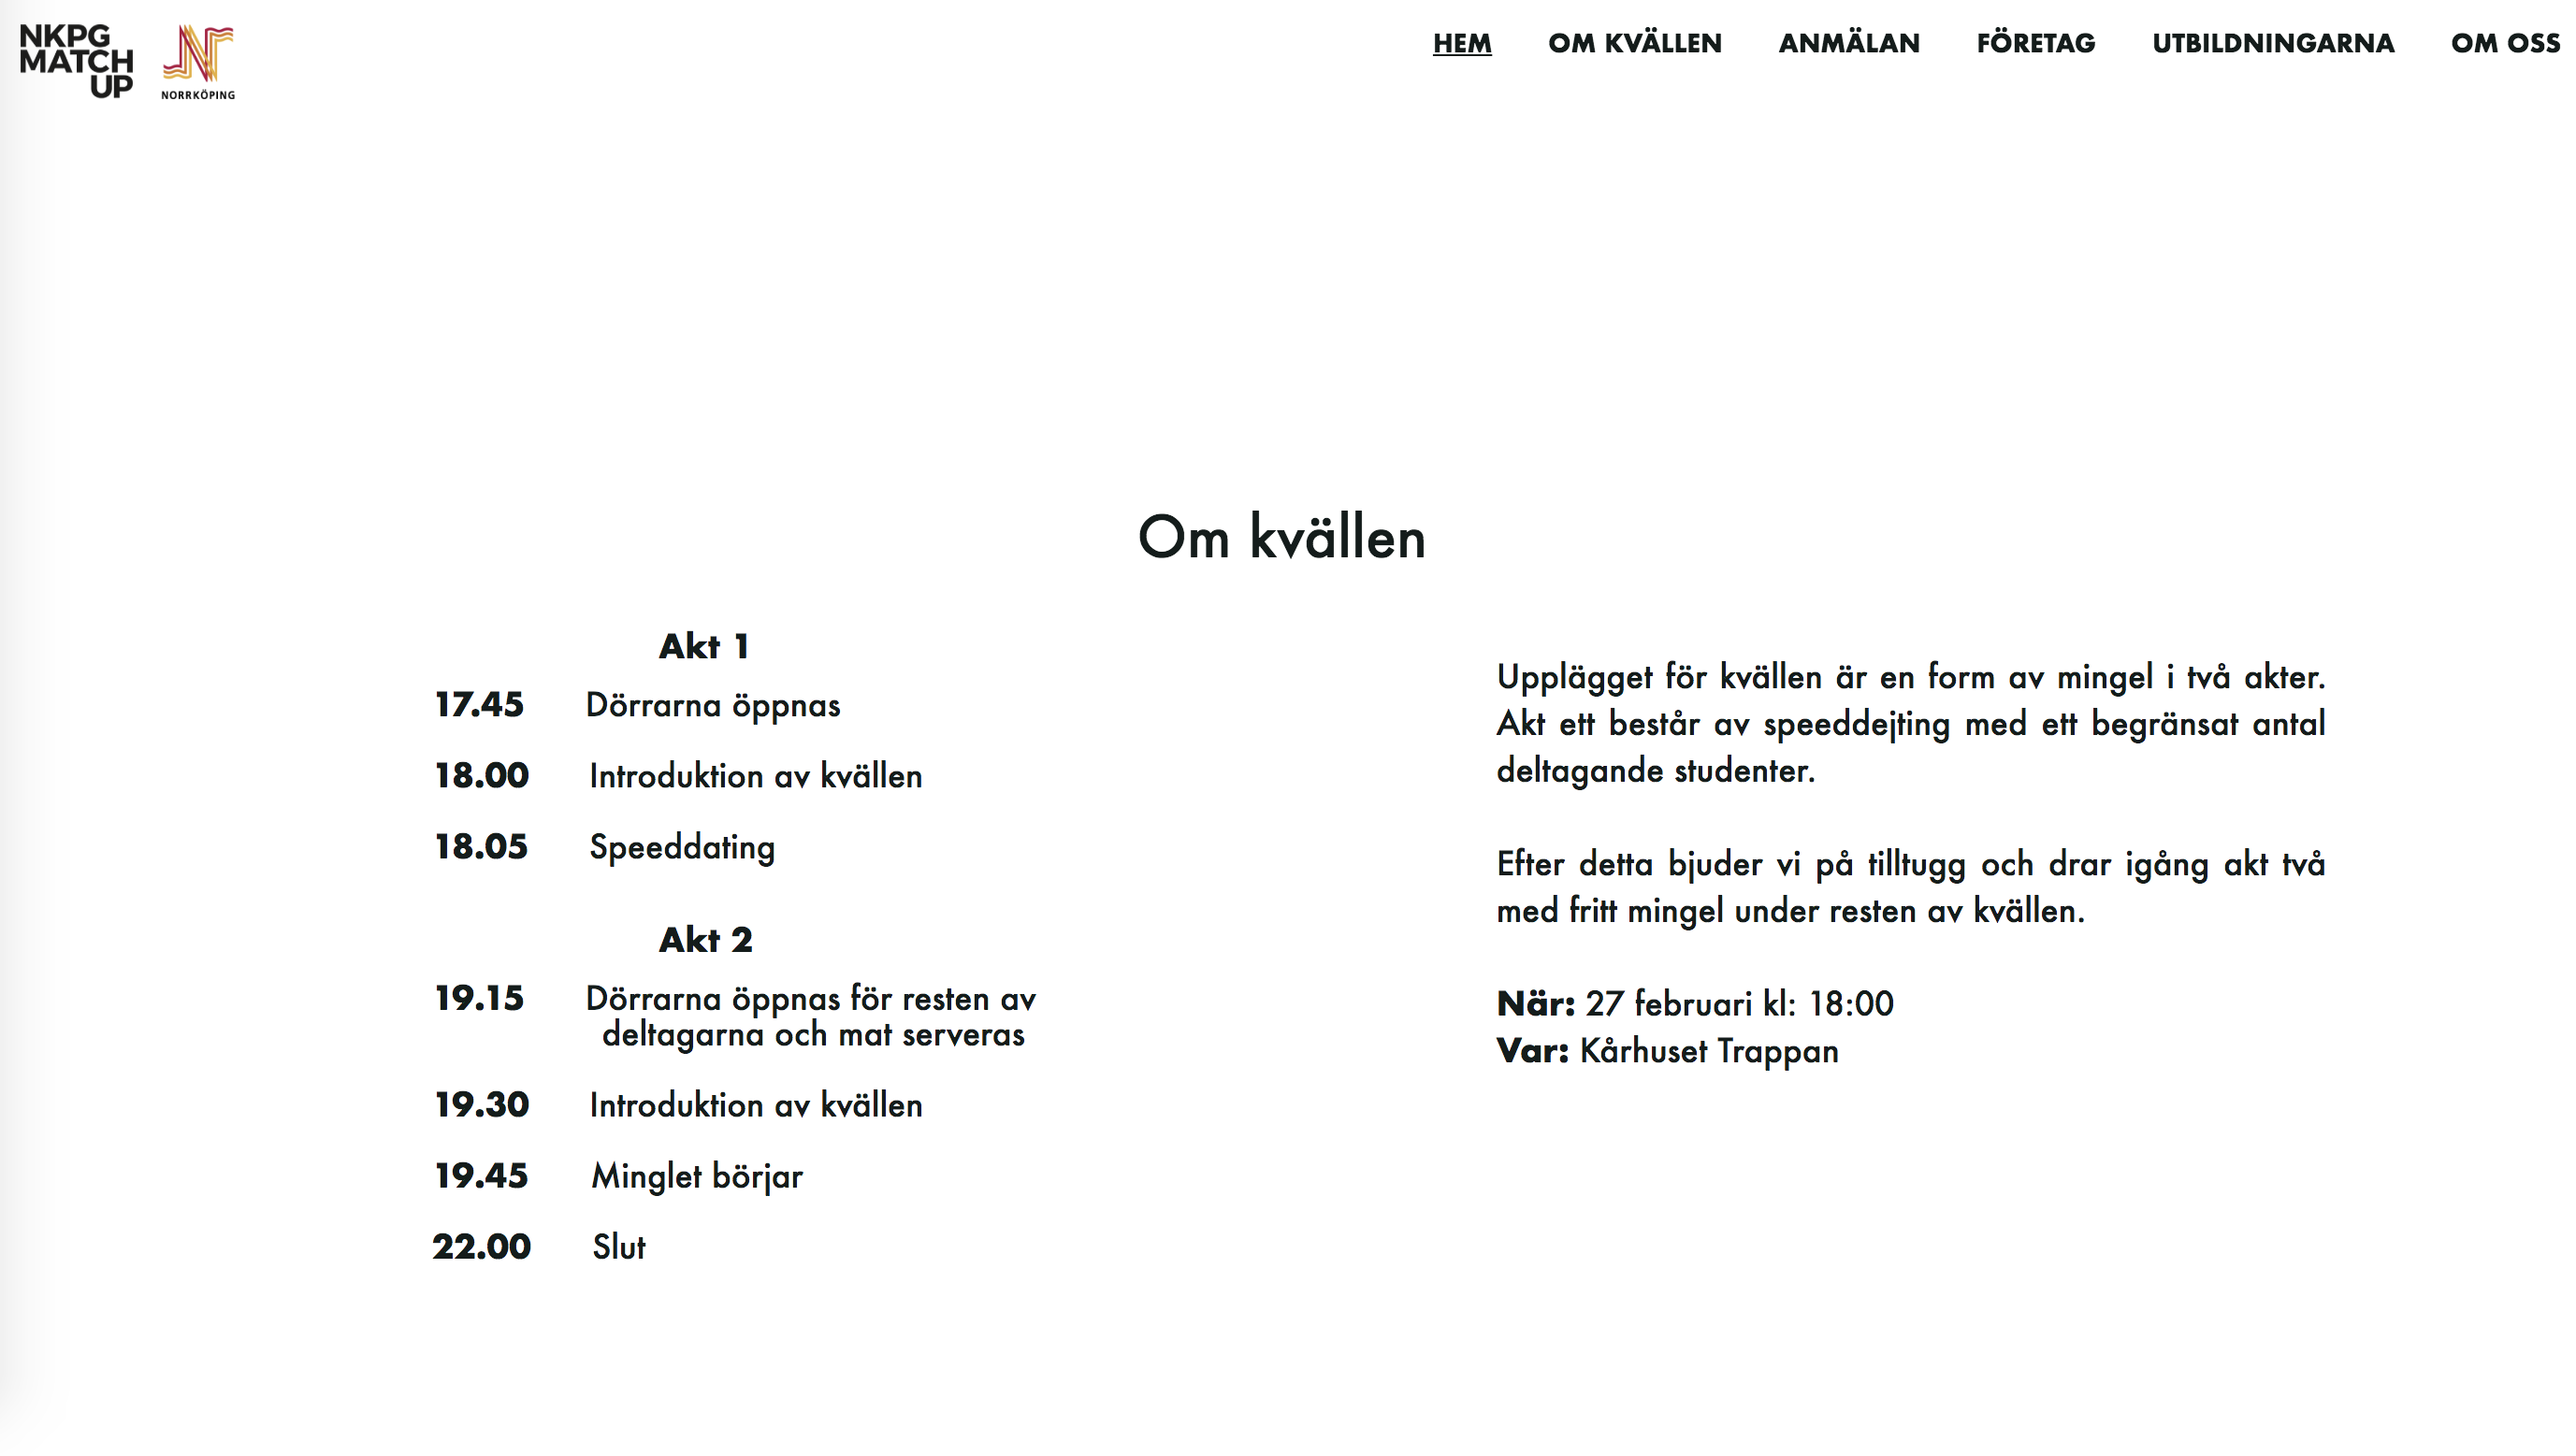 NKPG
MATCH
UP
NORRKÖPING
HEM OM KVÄLLEN ANMÄLAN FÖRETAG UTBILDNINGARNA OM OSS
Om kvällen
Akt 1
17.45 Dörrarna öppnas
18.00 Introduktion av kvällen
18.05 Speeddating
Akt 2
19.15 Dörrarna öppnas för resten av
deltagarna och mat serveras
19.30 Introduktion av kvällen
19.45 Minglet börjar
22.00 Slut
Upplägget för kvällen är en form av mingel i två akter.
Akt ett består av speeddejting med ett begränsat antal
deltagande studenter.
Efter detta bjuder vi på tilltugg och drar igång akt två
med fritt mingel under resten av kvällen.
När: 27 februari kl: 18:00
Var: Kårhuset Trappan